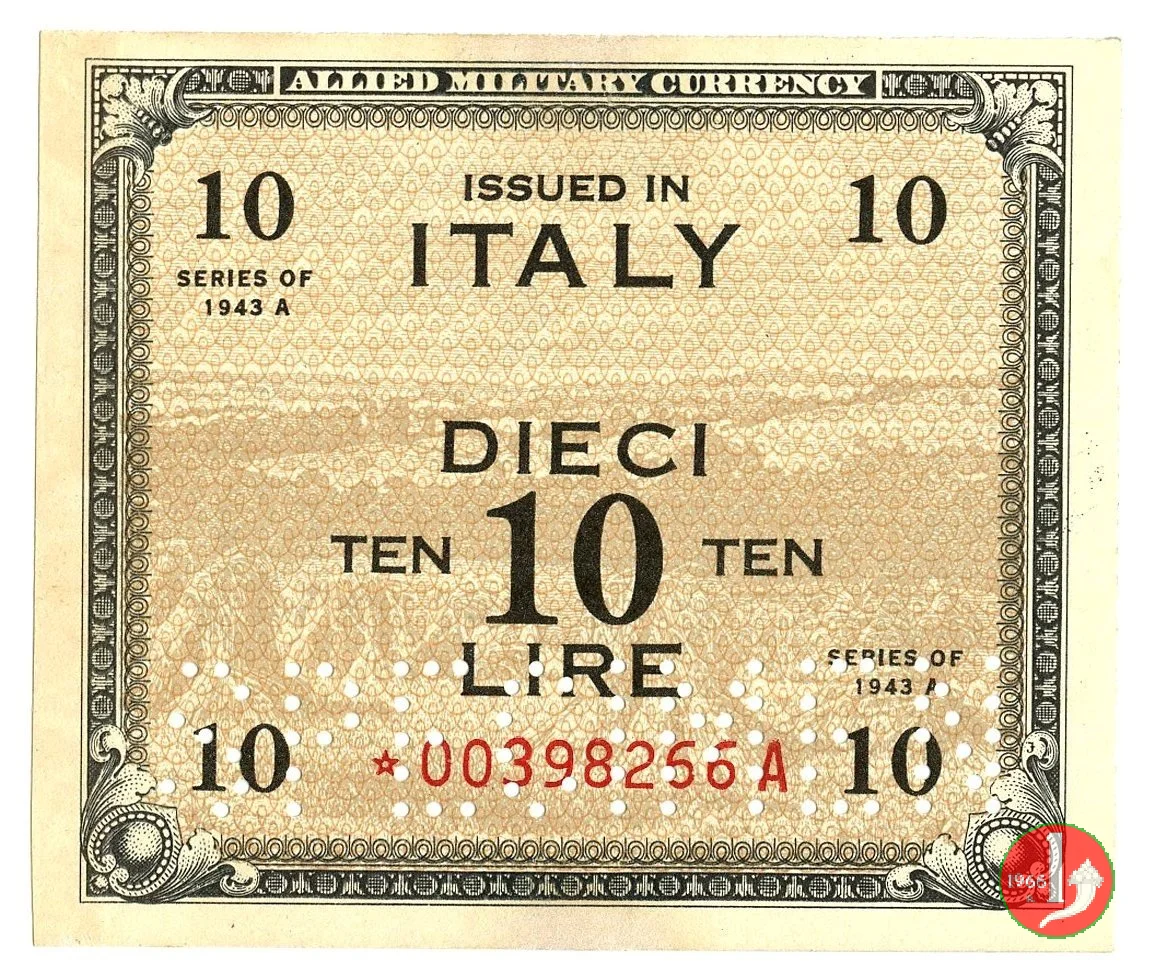 ALLIED MILITARY CURRENCY
10 ISSUED IN 10
ITALY
SERIES OF
1943 A
DIECI
TEN 10 TEN
LIRE
SERIES OF
1943 A
10 ☆00398256A 10